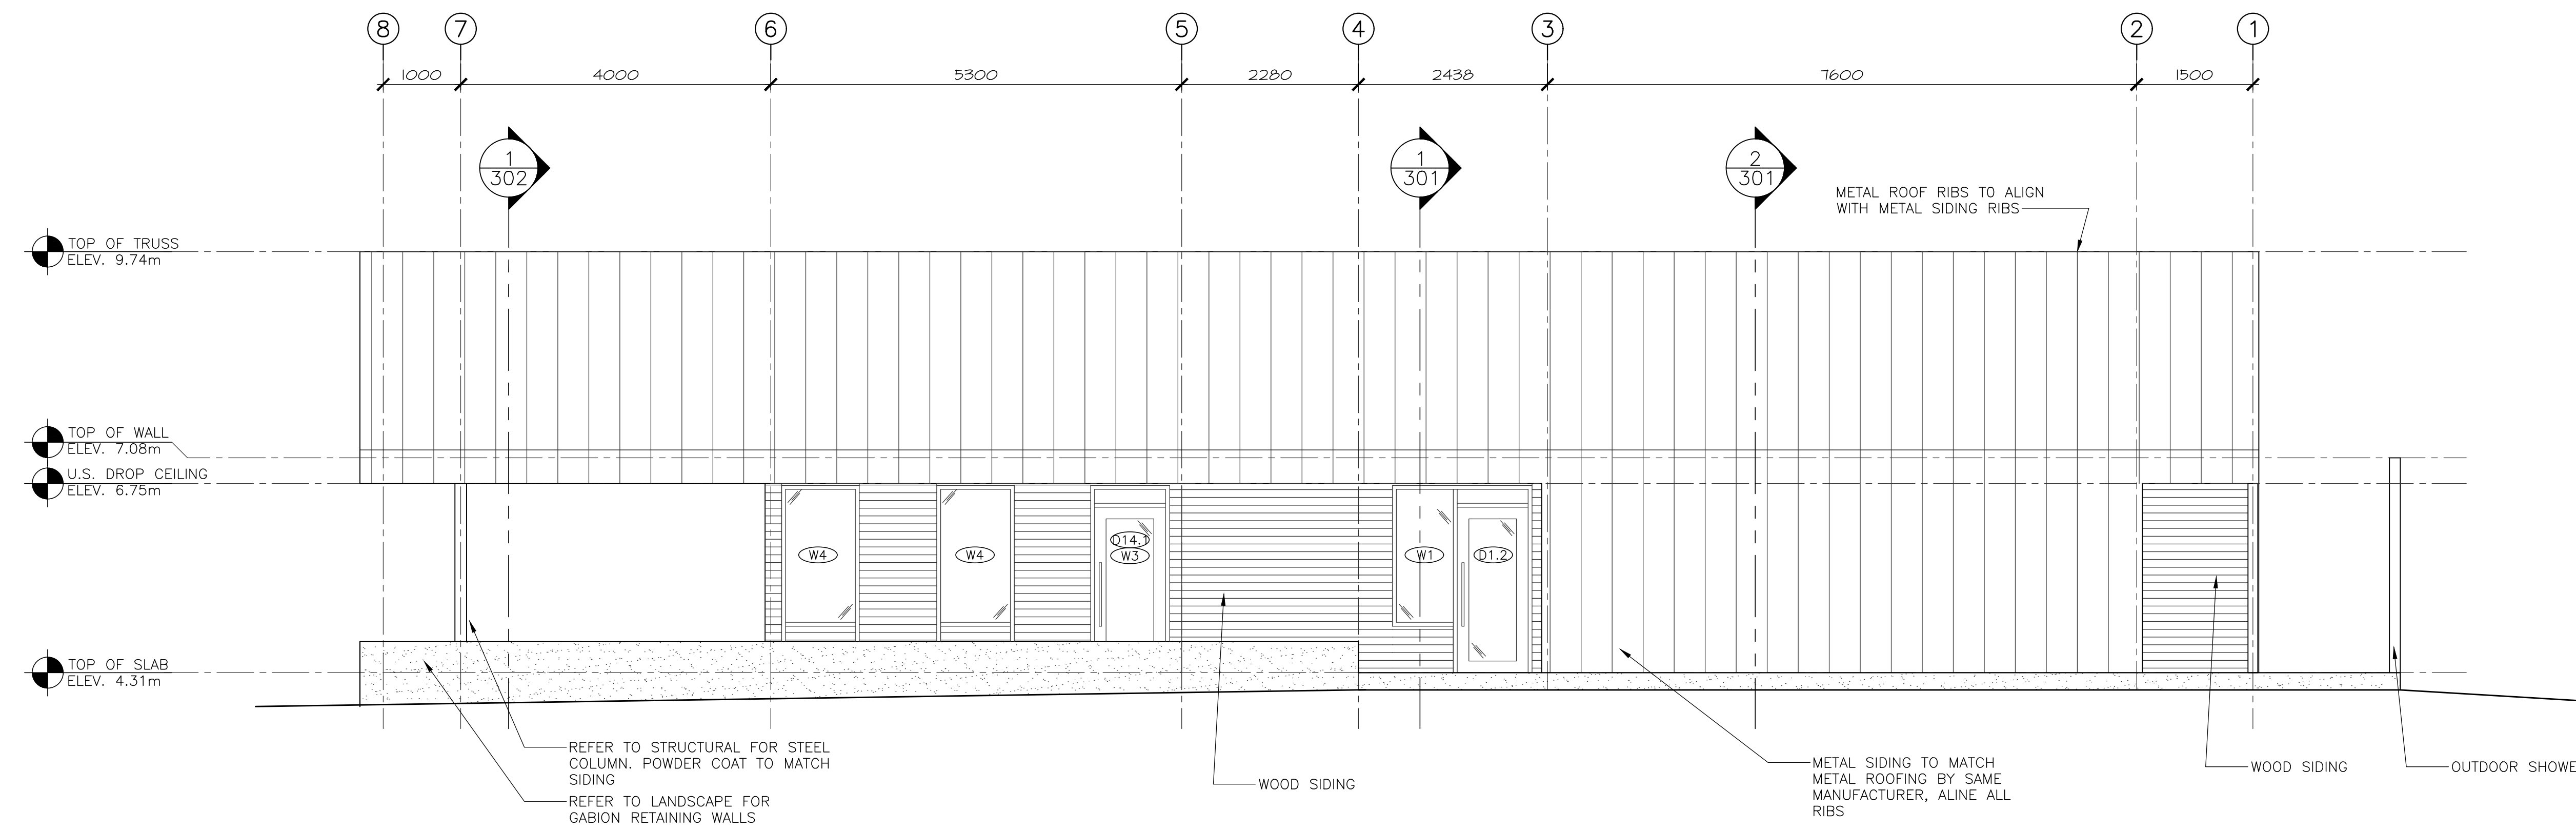 8 7 6 5 4 3 2 1
1000 4000 5300 2280 2438 7600 1500
1
302
1
301
2
301
METAL ROOF RIBS TO ALIGN
WITH METAL SIDING RIBS
TOP OF TRUSS
ELEV. 9.74m
TOP OF WALL
ELEV. 7.08m
U.S. DROP CEILING
ELEV. 6.75m
W4
W4
D14.1
W3
W1
D1.2
TOP OF SLAB
ELEV. 4.31m
REFER TO STRUCTURAL FOR STEEL
COLUMN. POWDER COAT TO MATCH
SIDING
REFER TO LANDSCAPE FOR
GABION RETAINING WALLS
WOOD SIDING
METAL SIDING TO MATCH
METAL ROOFING BY SAME
MANUFACTURER, ALINE ALL
RIBS
WOOD SIDING
OUTDOOR SHOWE